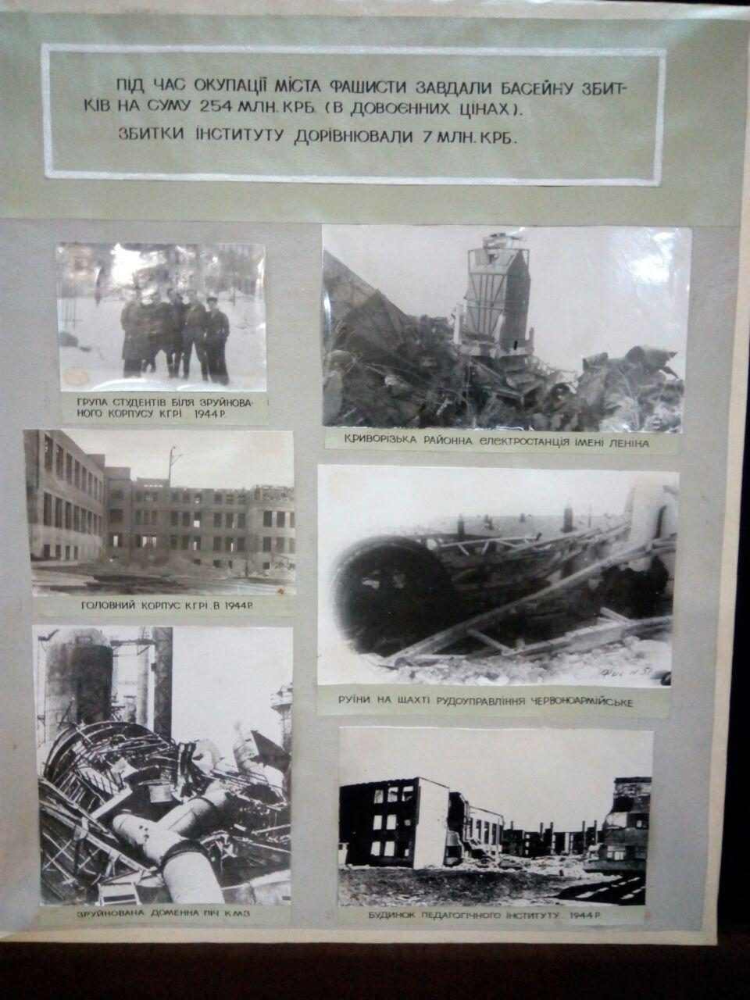 ПІД ЧАС ОКУПАЦІЇ МІСТА ФАШИСТИ ЗАВДАЛИ БАСЕЙНУ ЗБИТ-
КІВ НА СУМУ 254 МЛН. КРБ. (В ДОВОЄННИХ ЦІНАХ).
ЗБИТКИ ІНСТИТУТУ ДОРІВНЮВАЛИ 7 МЛН. КРБ.
ГРУПА СТУДЕНТІВ БІЛЯ ЗРУЙНОВА-
НОГО КОРПУСУ КГРІ. 1944 Р.
КРИВОРІЗЬКА РАЙОННА ЕЛЕКТРОСТАНЦІЯ ІМЕНІ ЛЕНІНА
ГОЛОВНИЙ КОРПУС КГРІ. В 1944 Р.
РУЇНИ НА ШАХТІ РУДОУПРАВЛІННЯ ЧЕРВОНОАРМІЙСЬКЕ
ЗРУЙНОВАНА ДОМЕННА ПІЧ КМЗ
БУДИНОК ПЕДАГОГІЧНОГО ІНСТИТУТУ. 1944 Р.